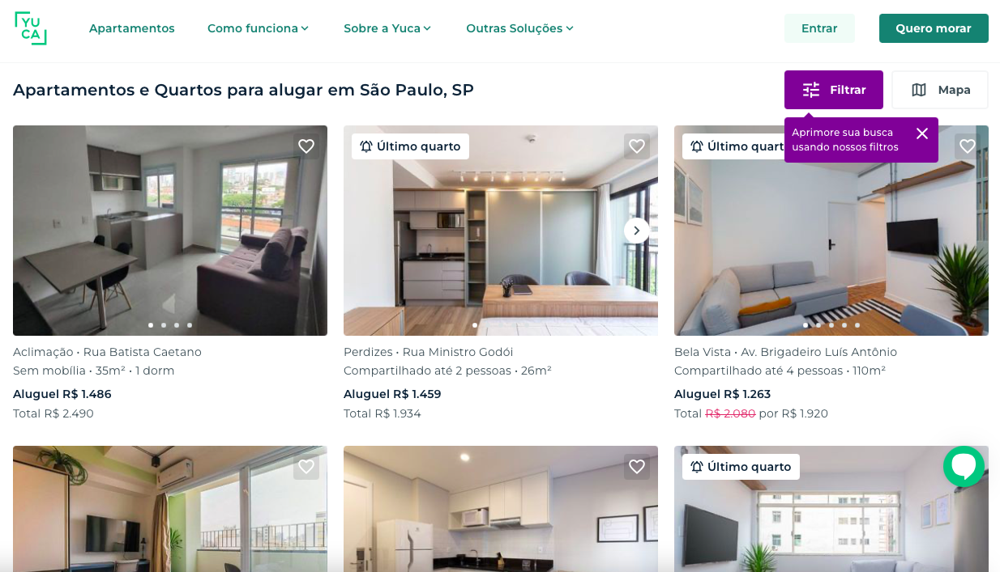 YU
CA
Apartamentos
Como funciona
Sobre a Yuca
Outras Soluções
Entrar
Quero morar
Apartamentos e Quartos para alugar em São Paulo, SP
Filtrar
Mapa
Aprimore sua busca
usando nossos filtros
Último quarto
Último quart
Aclimação • Rua Batista Caetano
Sem mobília • 35m² • 1 dorm
Aluguel R$ 1.486
Total R$ 2.490
Perdizes • Rua Ministro Godói
Compartilhado até 2 pessoas • 26m²
Aluguel R$ 1.459
Total R$ 1.934
Bela Vista • Av. Brigadeiro Luís Antônio
Compartilhado até 4 pessoas • 110m²
Aluguel R$ 1.263
Total R$ 2.080 por R$ 1.920
Último quarto